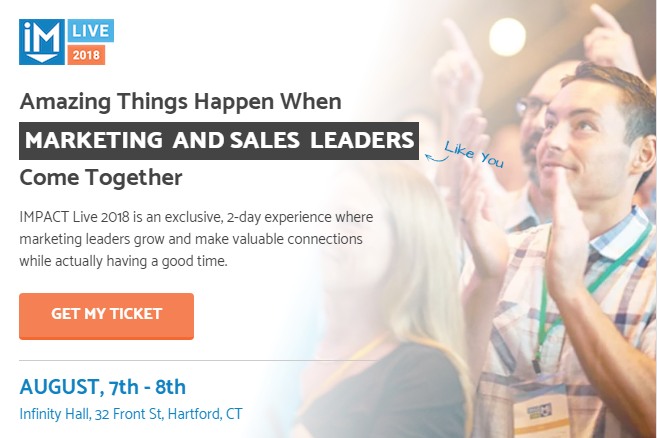 iM
LIVE
2018
Amazing Things Happen When
MARKETING AND SALES LEADERS
Like You
Come Together
IMPACT Live 2018 is an exclusive, 2-day experience where
marketing leaders grow and make valuable connections
while actually having a good time.
GET MY TICKET
AUGUST, 7th - 8th
Infinity Hall, 32 Front St, Hartford, CT